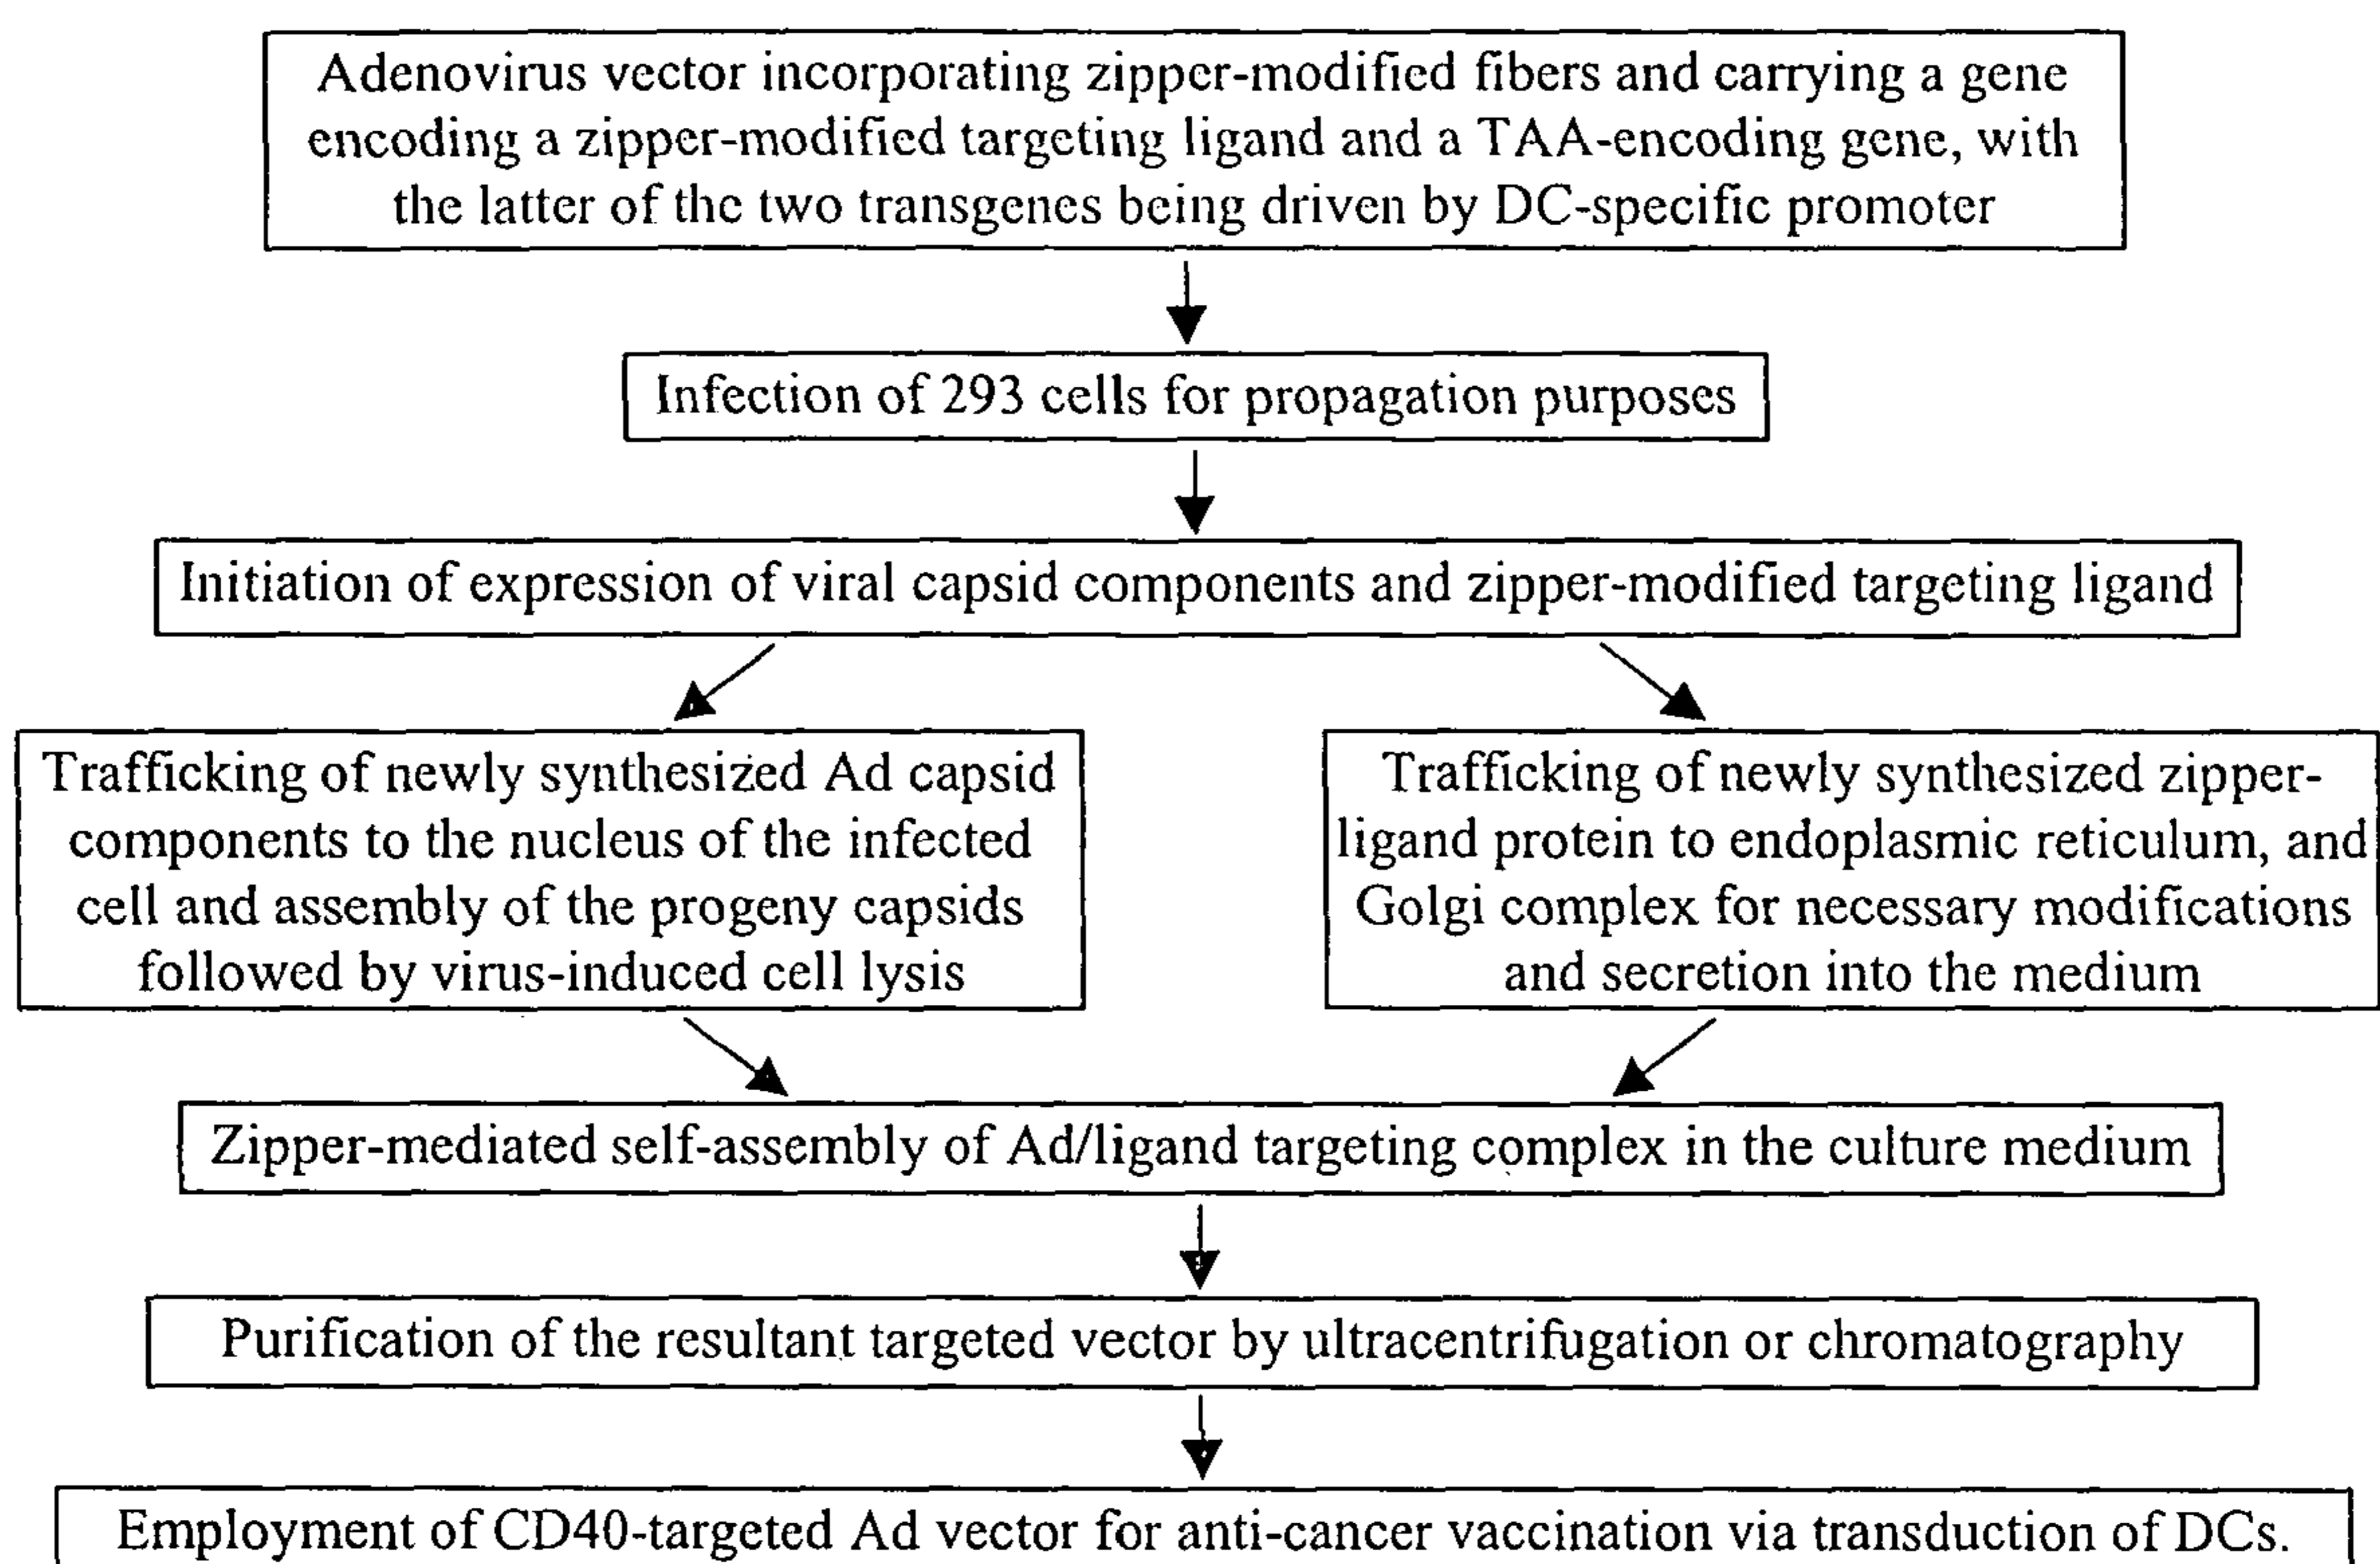 Adenovirus vector incorporating zipper-modified fibers and carrying a gene
encoding a zipper-modified targeting ligand and a TAA-encoding gene, with
the latter of the two transgenes being driven by DC-specific promoter
Infection of 293 cells for propagation purposes
Initiation of expression of viral capsid components and zipper-modified targeting ligand
Trafficking of newly synthesized Ad capsid
components to the nucleus of the infected
cell and assembly of the progeny capsids
followed by virus-induced cell lysis
Trafficking of newly synthesized zipper-
ligand protein to endoplasmic reticulum, and
Golgi complex for necessary modifications
and secretion into the medium
Zipper-mediated self-assembly of Ad/ligand targeting complex in the culture medium
Purification of the resultant targeted vector by ultracentrifugation or chromatography
Employment of CD40-targeted Ad vector for anti-cancer vaccination via transduction of DCs.